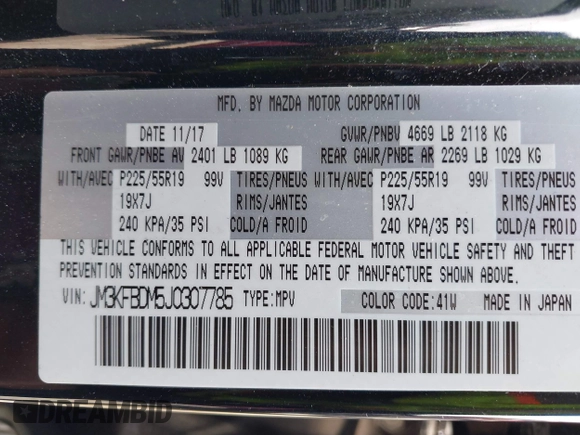 MFD. BY MAZDA MOTOR CORPORATION
DATE 11/17 GVWR/PNBV 4669 LB 2118 KG
FRONT GAWR/PNBE AV 2401 LB 1089 KG REAR GAWR/PNBE AR 2269 LB 1029 KG
WITH/AVEC P225/55R19 99V TIRES/PNEUS WITH/AVEC P225/55R19 99V TIRES/PNEUS
19X7J RIMS/JANTES 19X7J RIMS/JANTES
240 KPA/35 PSI COLD/A FROID 240 KPA/35 PSI COLD/A FROID
THIS VEHICLE CONFORMS TO ALL APPLICABLE FEDERAL MOTOR VEHICLE SAFETY AND THEFT
PREVENTION STANDARDS IN EFFECT ON THE DATE OF MANUFACTURE SHOWN ABOVE.
VIN: JM3KFBDM5J0307785 TYPE:MPV COLOR CODE:41W MADE IN JAPAN
DREAMBID